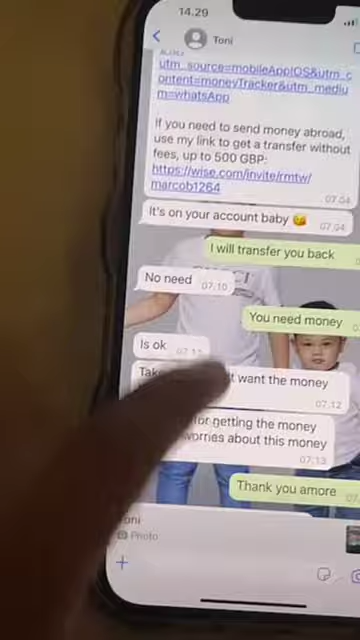 14.29
Toni
utm_source=mobileAppIOS&utm_c
ontent=moneyTracker&utm_mediu
m=whatsApp
If you need to send money abroad,
use my link to get a transfer without
fees, up to 500 GBP:
https://wise.com/invite/rmtw/
marcob1264
07.04
It's on your account baby 😘
07.04
I will transfer you back
No need
07.10
You need money
Is ok
07.12
want the money
07.12
for getting the money
worries about this money
07.13
Thank you amore
Photo